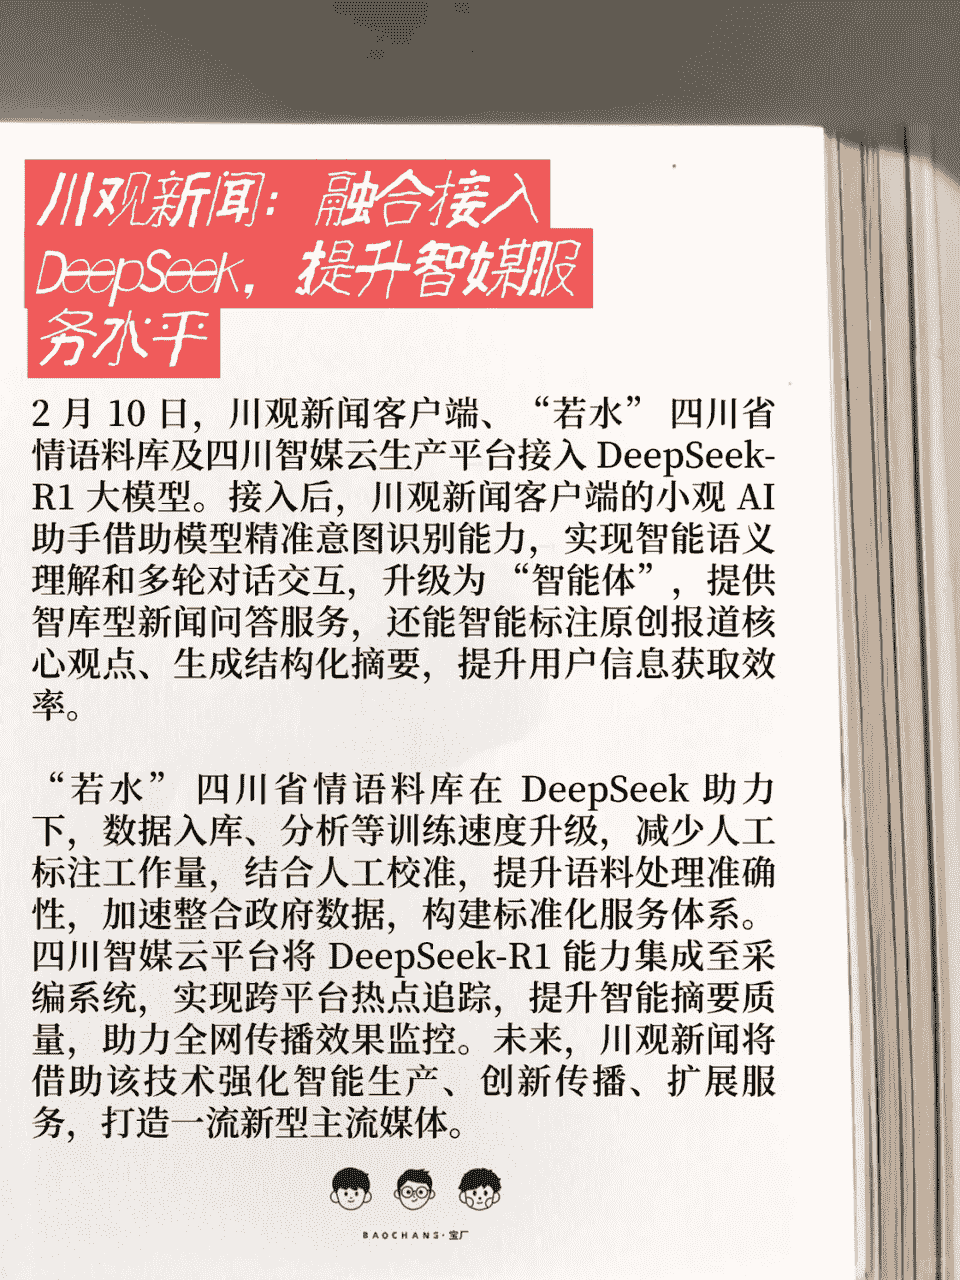 川观新闻：融合接入
DeepSeek，提升智媒服
务水平
2 月 10 日，川观新闻客户端、“若水” 四川省
情语料库及四川智媒云生产平台接入 DeepSeek-
R1 大模型。接入后，川观新闻客户端的小观 AI
助手借助模型精准意图识别能力，实现智能语义
理解和多轮对话交互，升级为 “智能体”，提供
智库型新闻问答服务，还能智能标注原创报道核
心观点、生成结构化摘要，提升用户信息获取效
率。
“若水” 四川省情语料库在 DeepSeek 助力
下，数据入库、分析等训练速度升级，减少人工
标注工作量，结合人工校准，提升语料处理准确
性，加速整合政府数据，构建标准化服务体系。
四川智媒云平台将 DeepSeek-R1 能力集成至采
编系统，实现跨平台热点追踪，提升智能摘要质
量，助力全网传播效果监控。未来，川观新闻将
借助该技术强化智能生产、创新传播、扩展服
务，打造一流新型主流媒体。
BAOCHANG·宝厂